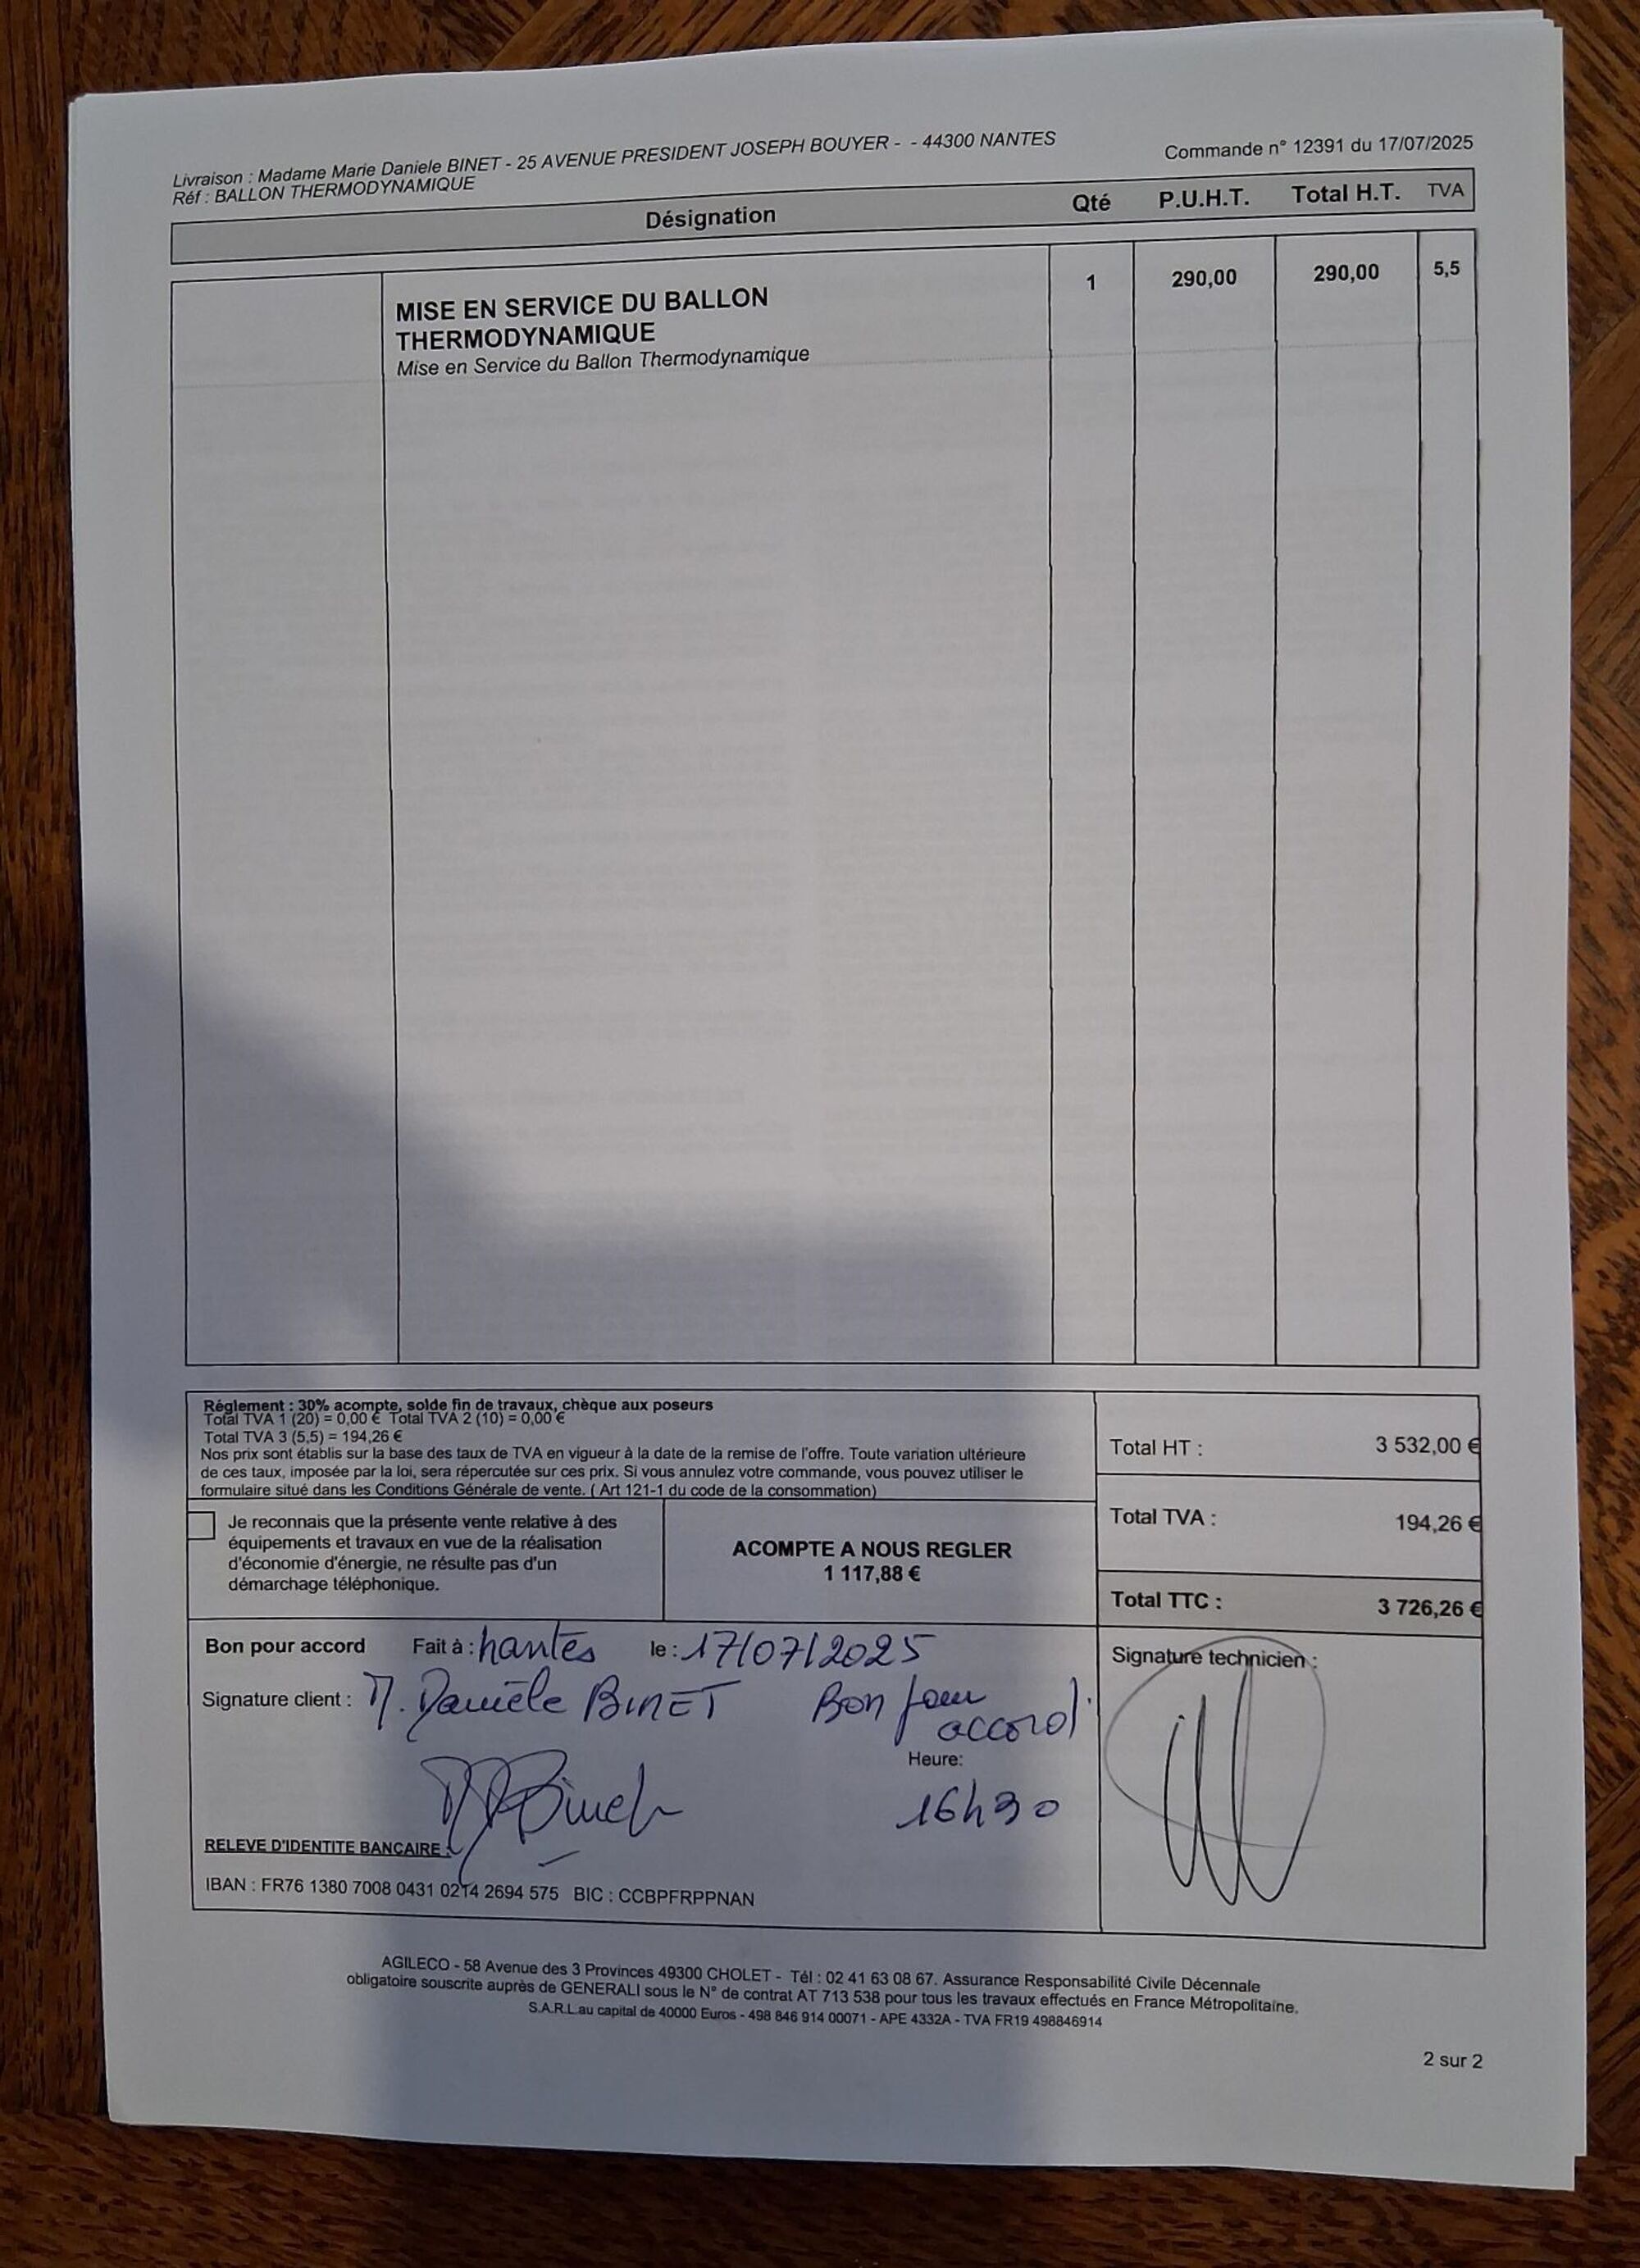 Livraison : Madame Marie Daniele BINET - 25 AVENUE PRESIDENT JOSEPH BOUYER - - 44300 NANTES
Réf : BALLON THERMODYNAMIQUE
Commande n° 12391 du 17/07/2025
Désignation Qté P.U.H.T. Total H.T. TVA
MISE EN SERVICE DU BALLON 1 290,00 290,00 5,5
THERMODYNAMIQUE
Mise en Service du Ballon Thermodynamique
Réglement : 30% acompte, solde fin de travaux, chèque aux poseurs
Total TVA 1 (20) = 0,00 € Total TVA 2 (10) = 0,00 €
Total TVA 3 (5,5) = 194,26 €
Nos prix sont établis sur la base des taux de TVA en vigueur à la date de la remise de l'offre. Toute variation ultérieure
de ces taux, imposée par la loi, sera répercutée sur ces prix. Si vous annulez votre commande, vous pouvez utiliser le
formulaire situé dans les Conditions Générale de vente. ( Art 121-1 du code de la consommation)
Total HT : 3 532,00 €
Total TVA : 194,26 €
Total TTC : 3 726,26 €
Je reconnais que la présente vente relative à des
équipements et travaux en vue de la réalisation
d'économie d'énergie, ne résulte pas d'un
démarchage téléphonique.
ACOMPTE A NOUS REGLER
1 117,88 €
Bon pour accord Fait à : nantes le : 17/07/2025
Signature client : M. Danièle BINET Bon pour
accord
Heure:
16h30
Binet
Signature technicien :
RELEVE D'IDENTITE BANCAIRE :
IBAN : FR76 1380 7008 0431 0214 2694 575 BIC : CCBPFRPPNAN
AGILECO - 58 Avenue des 3 Provinces 49300 CHOLET - Tél : 02 41 63 08 67. Assurance Responsabilité Civile Décennale
obligatoire souscrite auprès de GENERALI sous le N° de contrat AT 713 538 pour tous les travaux effectués en France Métropolitaine.
S.A.R.L.au capital de 40000 Euros - 498 846 914 00071 - APE 4332A - TVA FR19 498846914
2 sur 2